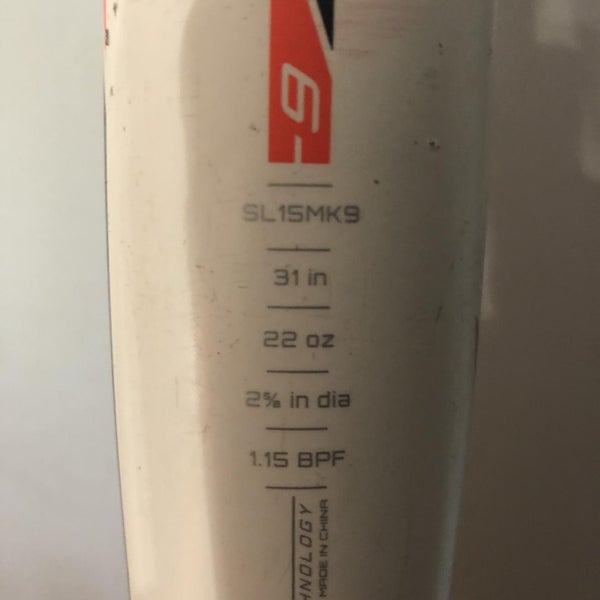 -9
SL15MK9
31 in
22 oz
2⅝ in dia
1.15 BPF
HNOLOGY
MADE IN CHINA